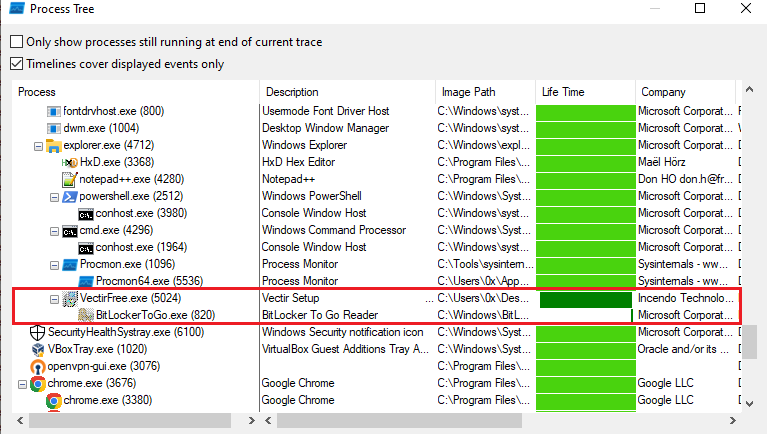 Process Tree
Only show processes still running at end of current trace
Timelines cover displayed events only
Process Description Image Path Life Time Company
fontdrvhost.exe (800) Usermode Font Driver Host C:\Windows\syst... Microsoft Corporat...
dwm.exe (1004) Desktop Window Manager C:\Windows\syst... Microsoft Corporat...
explorer.exe (4712) Windows Explorer C:\Windows\expl... Microsoft Corporat... D
HxD.exe (3368) HxD Hex Editor C:\Program Files\... Maël Hörz D
notepad++.exe (4280) Notepad++ C:\Program Files\... Don HO don.h@fr... D
powershell.exe (2512) Windows PowerShell C:\Windows\Syst... Microsoft Corporat... D
conhost.exe (3980) Console Window Host C:\Windows\Syst... Microsoft Corporat... D
cmd.exe (4296) Windows Command Processor C:\Windows\Syst... Microsoft Corporat... D
conhost.exe (1964) Console Window Host C:\Windows\Syst... Microsoft Corporat... D
Procmon.exe (1096) Process Monitor C:\Tools\sysintern... Sysinternals - ww... D
Procmon64.exe (5536) Process Monitor C:\Users\0x\App... Sysinternals - ww... D
VectirFree.exe (5024) Vectir Setup ... C:\Users\0x\Des... Incendo Technolo... D
BitLockerToGo.exe (820) BitLocker To Go Reader C:\Windows\BitL... Microsoft Corporat... D
SecurityHealthSystray.exe (6100) Windows Security notification icon C:\Windows\Syst... Microsoft Corporat... D
VBoxTray.exe (1020) VirtualBox Guest Additions Tray A... C:\Windows\Syst... Oracle and/or its ... D
openvpn-gui.exe (3076) C:\Program Files\... D
chrome.exe (3676) Google Chrome C:\Program Files\... Google LLC D
chrome.exe (3380) Google Chrome C:\Program Files\... Google LLC D